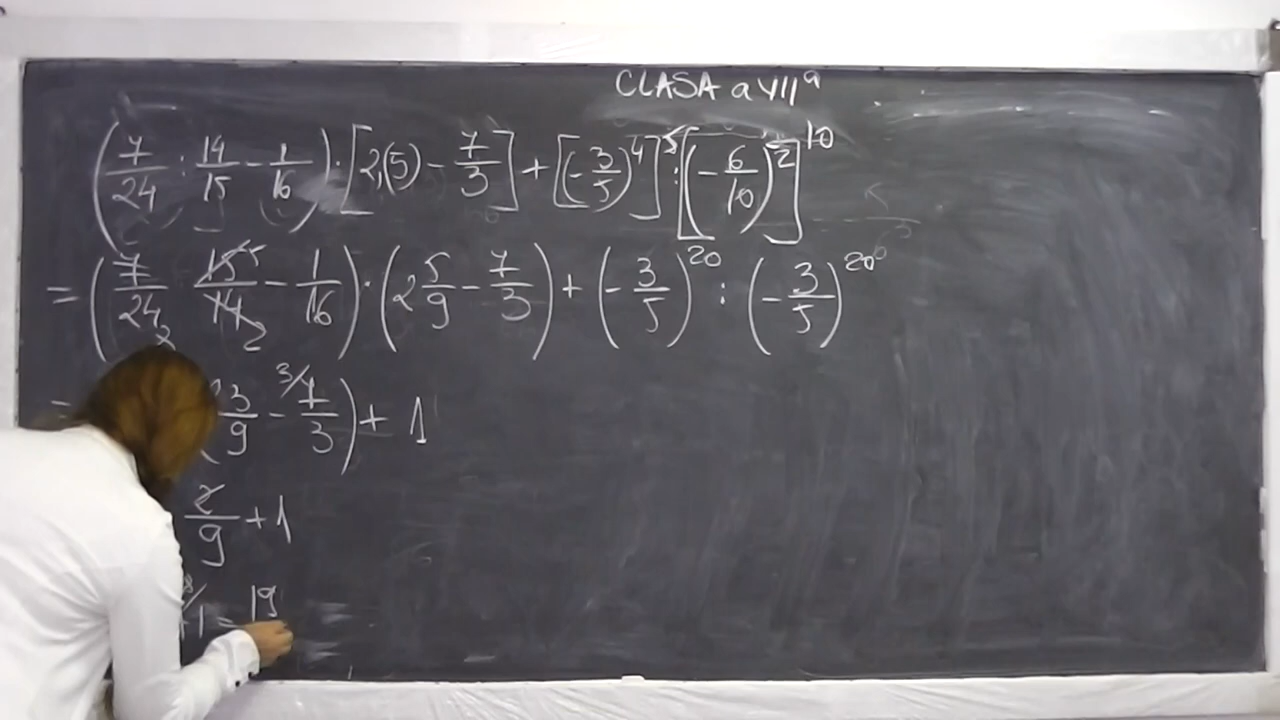 CLASA a VII ª
(7/24 : 14/15 - 1/16) · [2,(5) - 7/3] + [(-3/5)^4]^5 : [(-6/10)^2]^10
= (7/24 15/14 - 1/16) · (2 5/9 - 7/3) + (-3/5)^20 : (-3/5)^20
= (23/9 - 7/3) + 1
2/9 + 1
+ 1 = 19